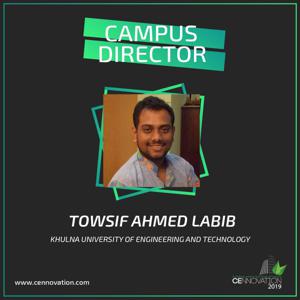 CAMPUS
DIRECTOR
TOWSIF AHMED LABIB
KHULNA UNIVERSITY OF ENGINEERING AND TECHNOLOGY
www.cennovation.com
CENNOVATION
2019